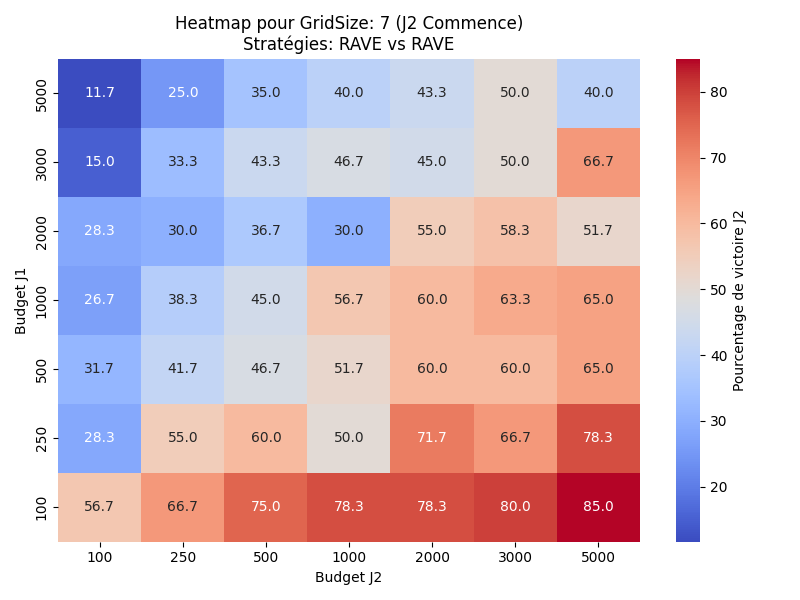 Heatmap pour GridSize: 7 (J2 Commence)
Stratégies: RAVE vs RAVE
Budget J1
5000 11.7 25.0 35.0 40.0 43.3 50.0 40.0
3000 15.0 33.3 43.3 46.7 45.0 50.0 66.7
2000 28.3 30.0 36.7 30.0 55.0 58.3 51.7
1000 26.7 38.3 45.0 56.7 60.0 63.3 65.0
500 31.7 41.7 46.7 51.7 60.0 60.0 65.0
250 28.3 55.0 60.0 50.0 71.7 66.7 78.3
100 56.7 66.7 75.0 78.3 78.3 80.0 85.0
100 250 500 1000 2000 3000 5000
Budget J2
80
70
60
50
40
30
20
Pourcentage de victoire J2